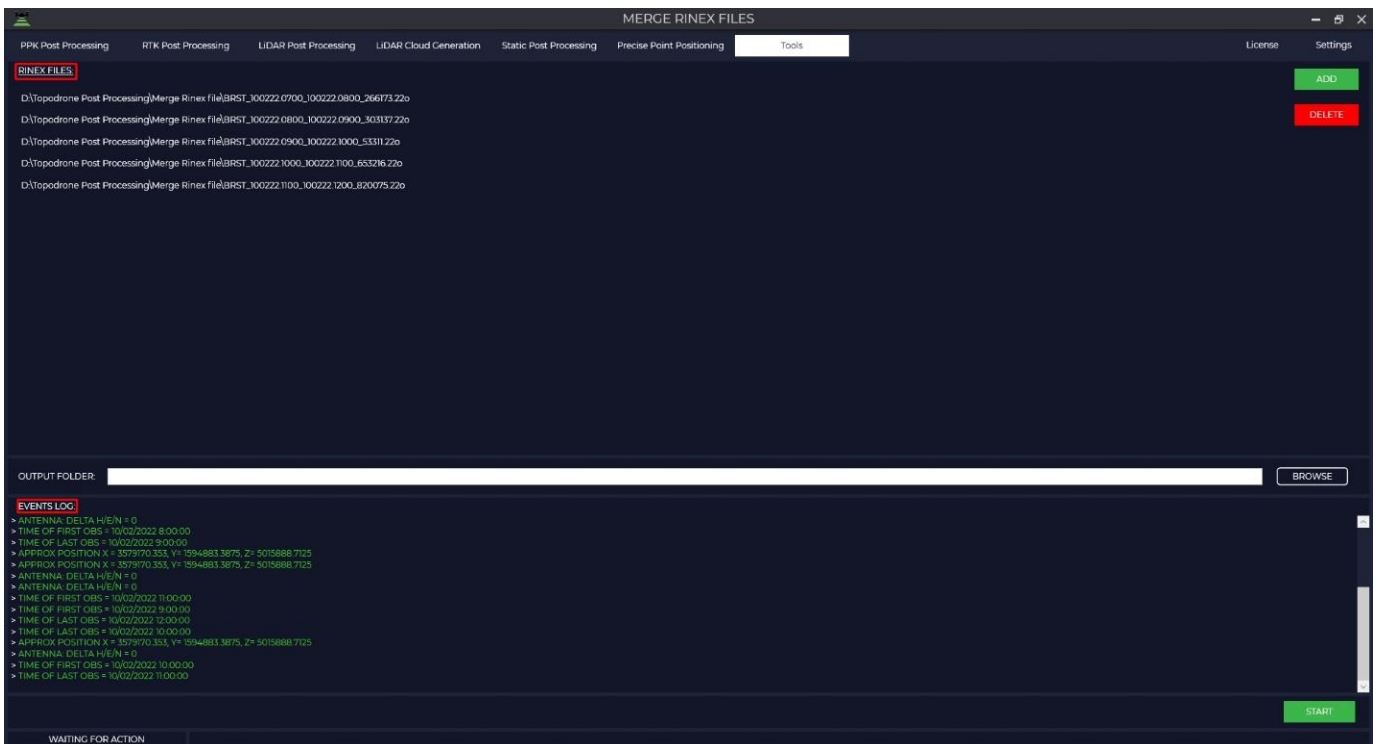 MERGE RINEX FILES
PPK Post Processing RTK Post Processing LiDAR Post Processing LiDAR Cloud Generation Static Post Processing Precise Point Positioning Tools License Settings
RINEX FILES:
ADD
D:\Topodrone Post Processing\Merge Rinex file\BRST_100222.0700_100222.0800_266173.22o
D:\Topodrone Post Processing\Merge Rinex file\BRST_100222.0800_100222.0900_303137.22o
DELETE
D:\Topodrone Post Processing\Merge Rinex file\BRST_100222.0900_100222.1000_53311.22o
D:\Topodrone Post Processing\Merge Rinex file\BRST_100222.1000_100222.1100_653216.22o
D:\Topodrone Post Processing\Merge Rinex file\BRST_100222.1100_100222.1200_820075.22o
OUTPUT FOLDER: BROWSE
EVENTS LOG:
> ANTENNA: DELTA H/E/N = 0
> TIME OF FIRST OBS = 10/02/2022 8:00:00
> TIME OF LAST OBS = 10/02/2022 9:00:00
> APPROX POSITION X = 3579170.353, Y= 1594883.3875, Z= 5015888.7125
> APPROX POSITION X = 3579170.353, Y= 1594883.3875, Z= 5015888.7125
> ANTENNA: DELTA H/E/N = 0
> ANTENNA: DELTA H/E/N = 0
> TIME OF FIRST OBS = 10/02/2022 11:00:00
> TIME OF FIRST OBS = 10/02/2022 9:00:00
> TIME OF LAST OBS = 10/02/2022 12:00:00
> TIME OF LAST OBS = 10/02/2022 10:00:00
> APPROX POSITION X = 3579170.353, Y= 1594883.3875, Z= 5015888.7125
> ANTENNA: DELTA H/E/N = 0
> TIME OF FIRST OBS = 10/02/2022 10:00:00
> TIME OF LAST OBS = 10/02/2022 11:00:00
START
WAITING FOR ACTION